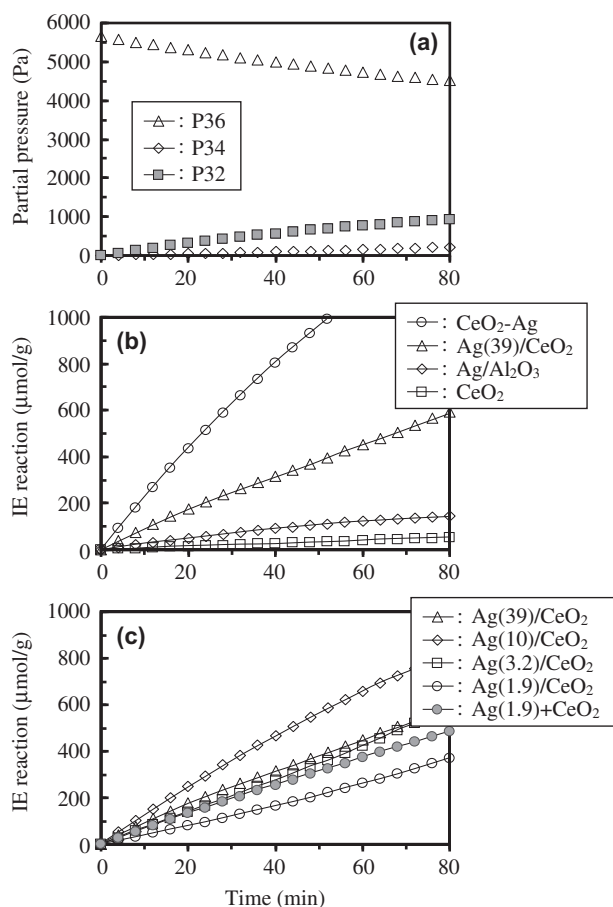 6000
5000
4000
3000
2000
1000
0
Partial pressure (Pa)
(a)
: P36
: P34
: P32
0 20 40 60 80
1000
800
600
400
200
0
IE reaction (μmol/g)
(b)
: CeO₂-Ag
: Ag(39)/CeO₂
: Ag/Al₂O₃
: CeO₂
0 20 40 60 80
1000
800
600
400
200
0
IE reaction (μmol/g)
(c)
: Ag(39)/CeO₂
: Ag(10)/CeO₂
: Ag(3.2)/CeO₂
: Ag(1.9)/CeO₂
: Ag(1.9)+CeO₂
0 20 40 60 80
Time (min)